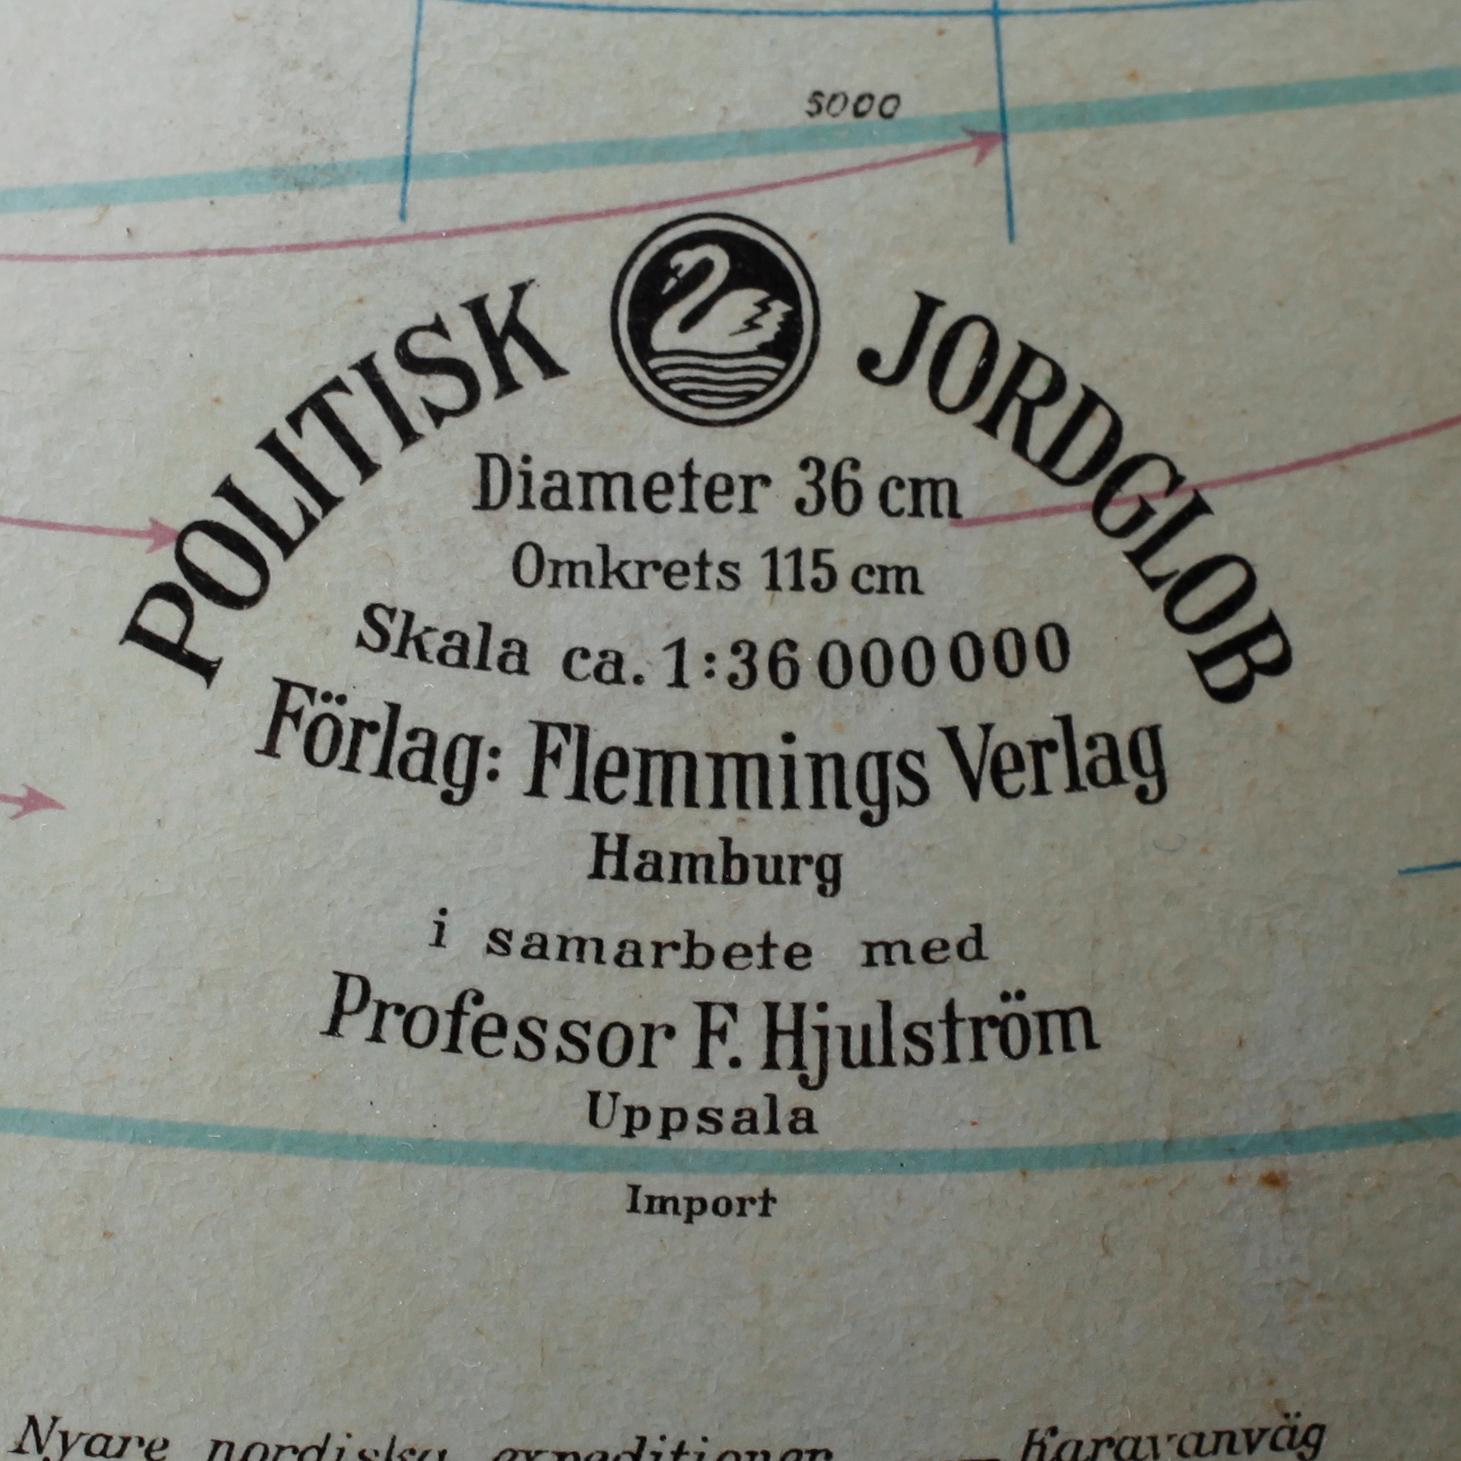 5000
POLITISK JORDGLOB
Diameter 36 cm
Omkrets 115 cm
Skala ca. 1:36 000 000
Förlag: Flemmings Verlag
Hamburg
i samarbete med
Professor F. Hjulström
Uppsala
Import
Nyare nordiska expeditioner Karavanväg